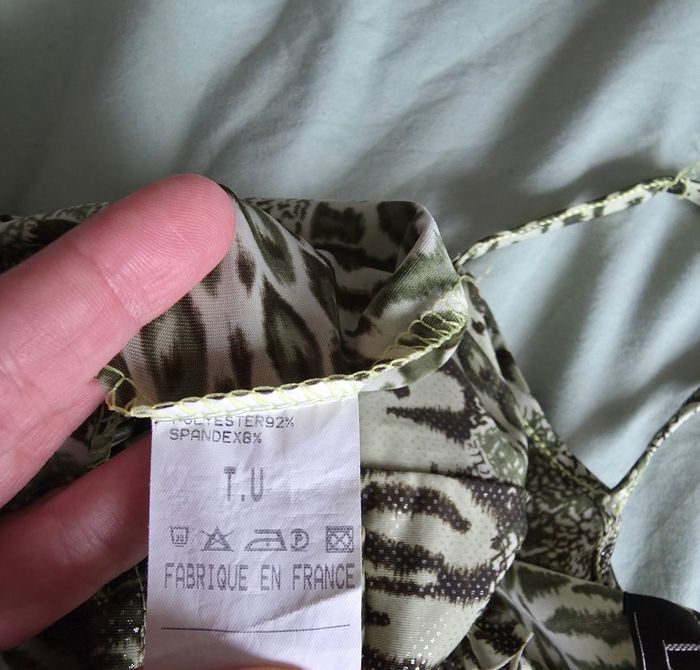 POLYESTER92%
SPANDEX8%
T.U
FABRIQUE EN FRANCE